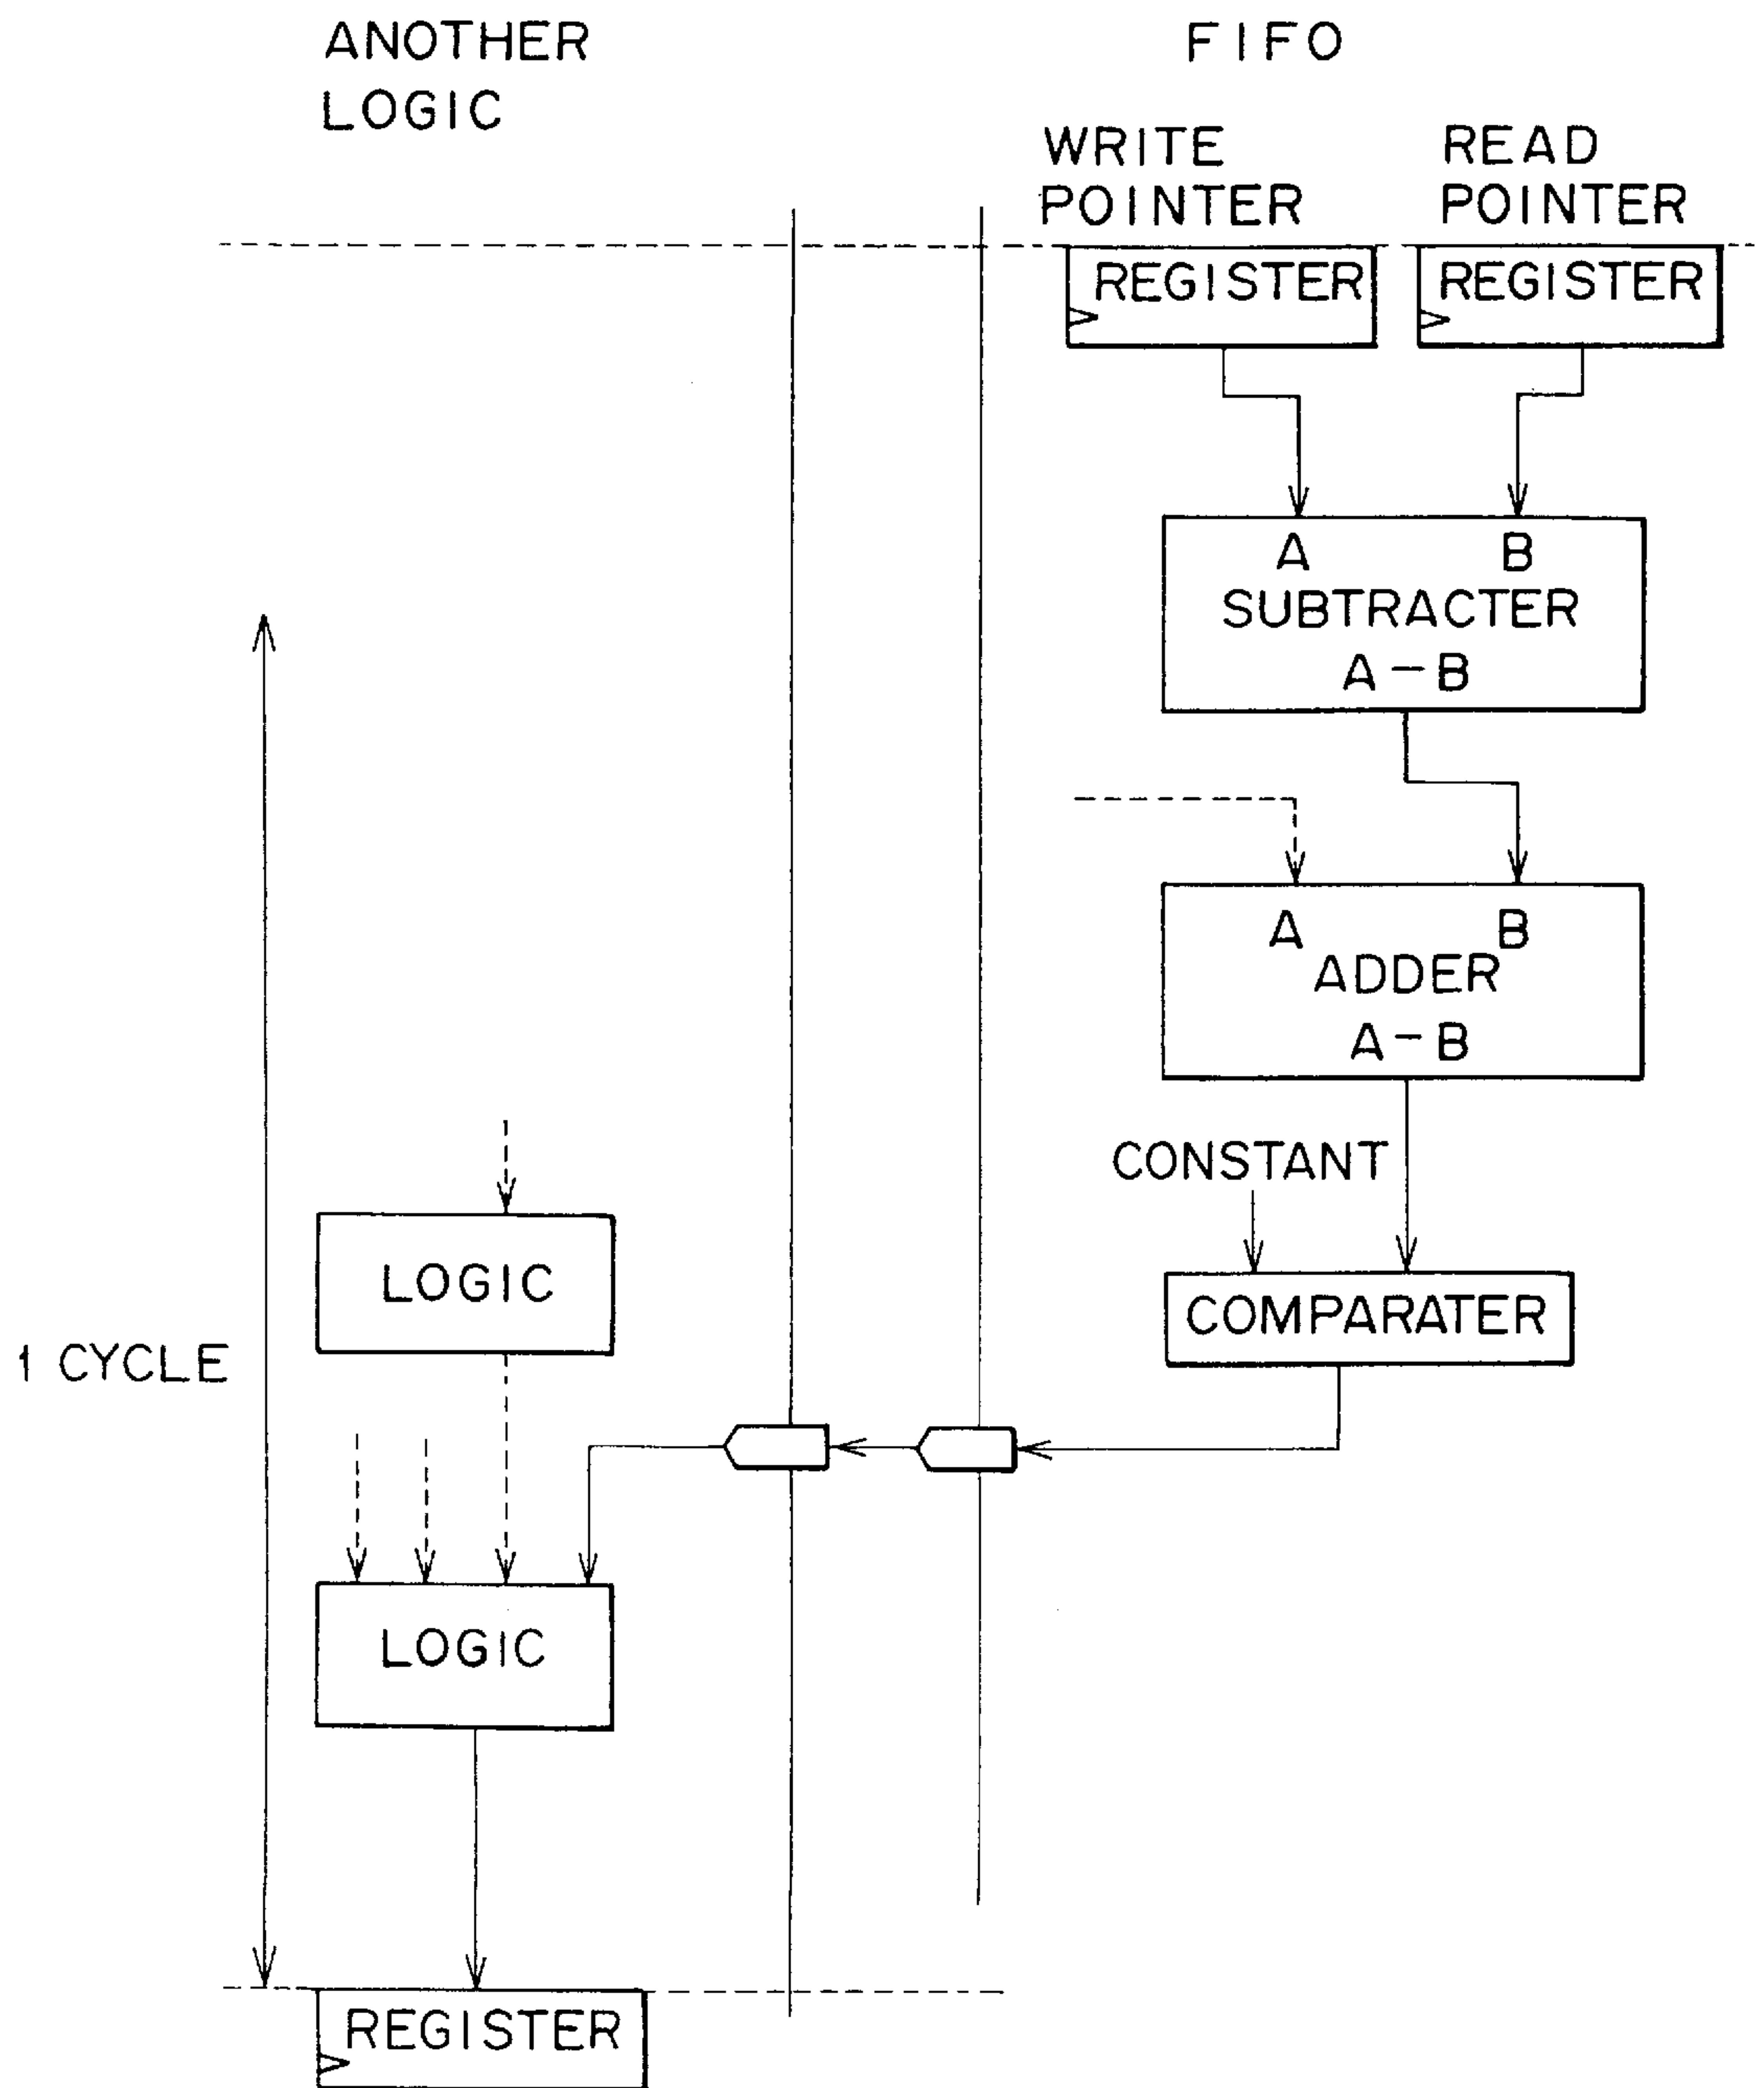 ANOTHER
LOGIC
FIFO
WRITE
POINTER
READ
POINTER
REGISTER
REGISTER
A B
SUBTRACTER
A-B
A B
ADDER
A-B
CONSTANT
LOGIC
COMPARATER
1 CYCLE
LOGIC
REGISTER